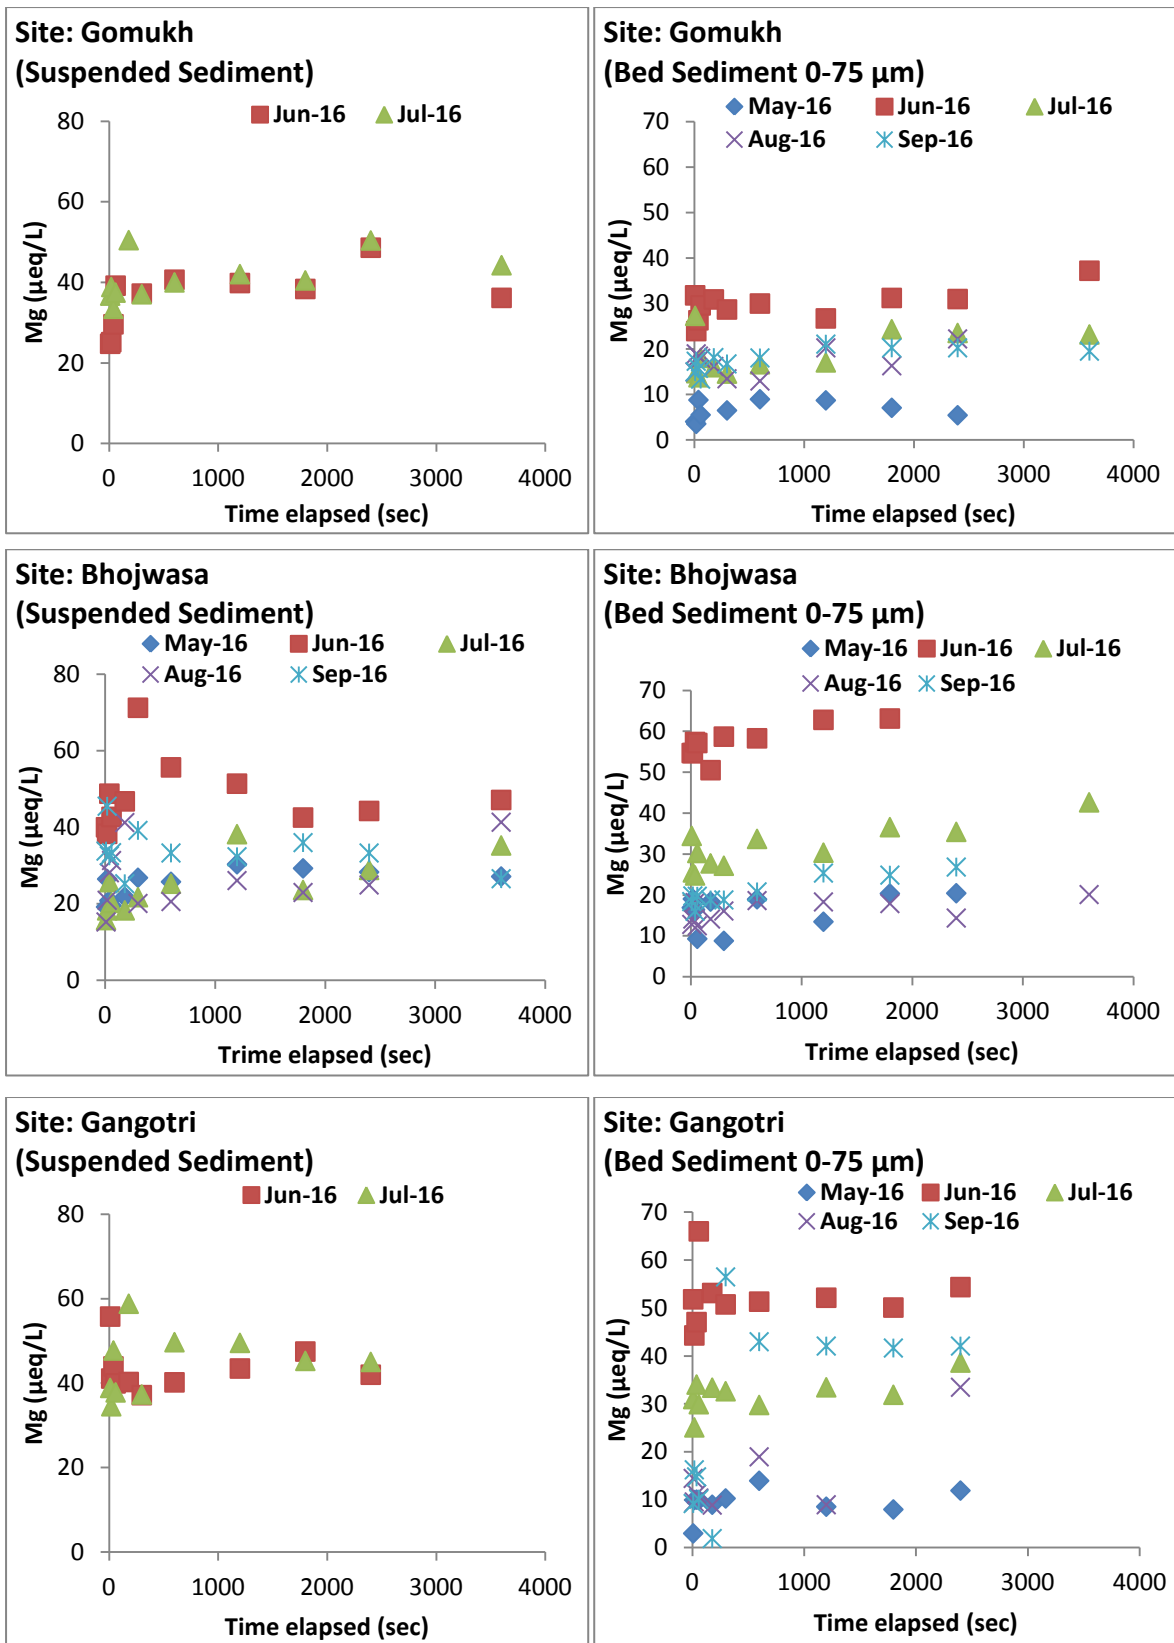 Site: Gomukh
(Suspended Sediment)
Jun-16 Jul-16
80
60
40
20
0
Mg (µeq/L)
0 1000 2000 3000 4000
Time elapsed (sec)
Site: Gomukh
(Bed Sediment 0-75 µm)
May-16 Jun-16 Jul-16
Aug-16 Sep-16
70
60
50
40
30
20
10
0
Mg (µeq/L)
0 1000 2000 3000 4000
Time elapsed (sec)
Site: Bhojwasa
(Suspended Sediment)
May-16 Jun-16 Jul-16
Aug-16 Sep-16
80
60
40
20
0
Mg (µeq/L)
0 1000 2000 3000 4000
Trime elapsed (sec)
Site: Bhojwasa
(Bed Sediment 0-75 µm)
May-16 Jun-16 Jul-16
Aug-16 Sep-16
70
60
50
40
30
20
10
0
Mg (µeq/L)
0 1000 2000 3000 4000
Trime elapsed (sec)
Site: Gangotri
(Suspended Sediment)
Jun-16 Jul-16
80
60
40
20
0
Mg (µeq/L)
0 1000 2000 3000 4000
Time elapsed (sec)
Site: Gangotri
(Bed Sediment 0-75 µm)
May-16 Jun-16 Jul-16
Aug-16 Sep-16
70
60
50
40
30
20
10
0
Mg (µeq/L)
0 1000 2000 3000 4000
Time elapsed (sec)